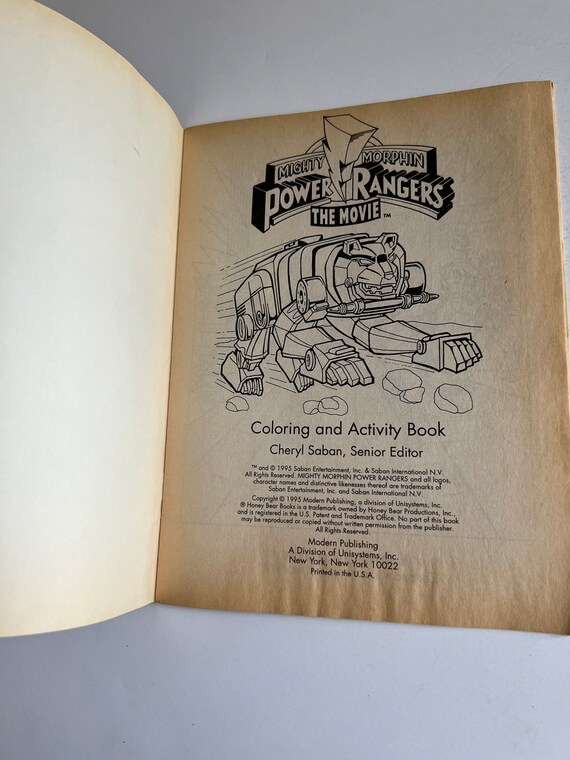 MIGHTY MORPHIN
POWER RANGERS
THE MOVIE ™
Coloring and Activity Book
Cheryl Saban, Senior Editor
™ and © 1995 Saban Entertainment, Inc. & Saban International N.V.
All Rights Reserved. MIGHTY MORPHIN POWER RANGERS and all logos,
character names and distinctive likenesses thereof are trademarks of
Saban Entertainment, Inc. and Saban International N.V.
Copyright © 1995 Modern Publishing, a division of Unisystems, Inc.
® Honey Bear Books is a trademark owned by Honey Bear Productions, Inc.,
and is registered in the U.S. Patent and Trademark Office. No part of this book
may be reproduced or copied without written permission from the publisher.
All Rights Reserved.
Modern Publishing
A Division of Unisystems, Inc.
New York, New York 10022
Printed in the U.S.A.